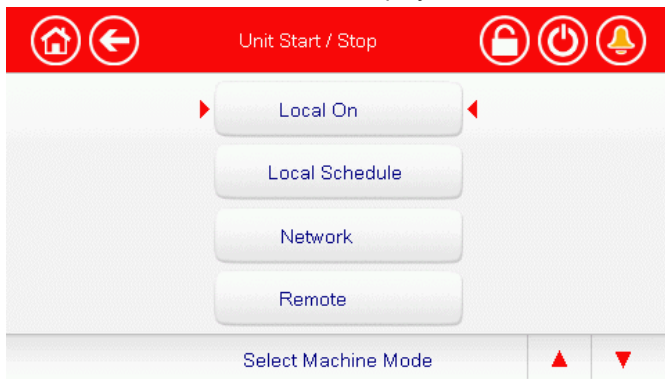 Unit Start / Stop
Local On
Local Schedule
Network
Remote
Select Machine Mode